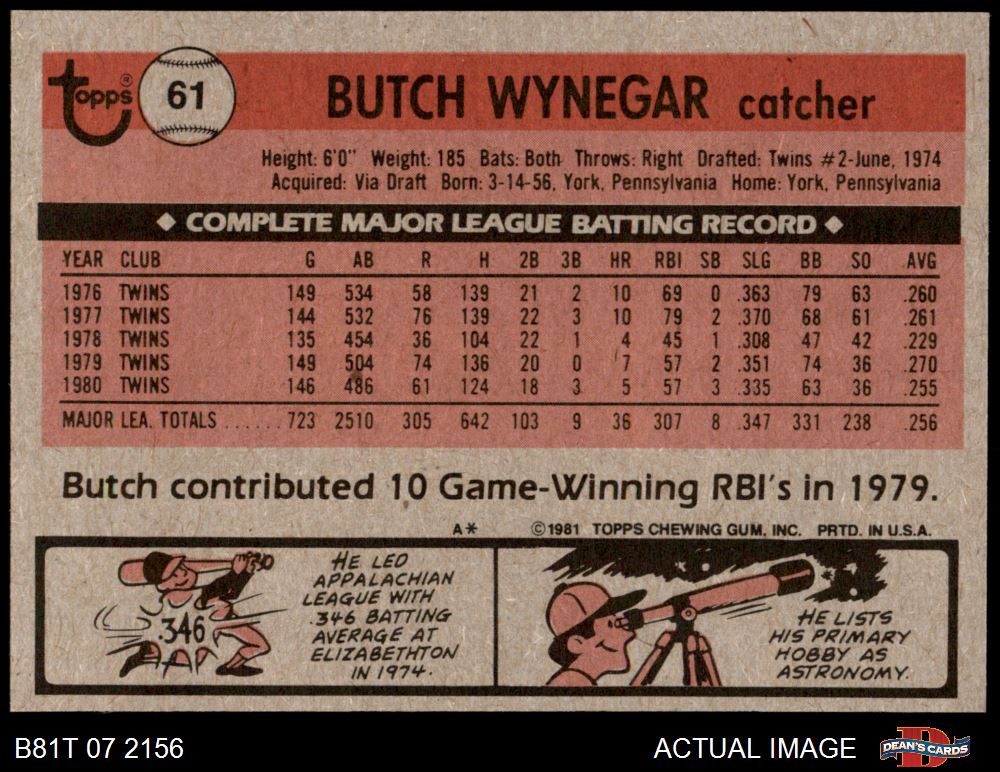 Topps® 61 BUTCH WYNEGAR catcher
Height: 6'0" Weight: 185 Bats: Both Throws: Right Drafted: Twins #2-June, 1974
Acquired: Via Draft Born: 3-14-56, York, Pennsylvania Home: York, Pennsylvania
◆ COMPLETE MAJOR LEAGUE BATTING RECORD ◆
YEAR CLUB G AB R H 2B 3B HR RBI SB SLG BB SO AVG
1976 TWINS 149 534 58 139 21 2 10 69 0 .363 79 63 .260
1977 TWINS 144 532 76 139 22 3 10 79 2 .370 68 61 .261
1978 TWINS 135 454 36 104 22 1 4 45 1 .308 47 42 .229
1979 TWINS 149 504 74 136 20 0 7 57 2 .351 74 36 .270
1980 TWINS 146 486 61 124 18 3 5 57 3 .335 63 36 .255
MAJOR LEA. TOTALS ...... 723 2510 305 642 103 9 36 307 8 .347 331 238 .256
Butch contributed 10 Game-Winning RBI's in 1979.
A* ©1981 TOPPS CHEWING GUM, INC. PRTD. IN U.S.A.
.346
HE LED
APPALACHIAN
LEAGUE WITH
.346 BATTING
AVERAGE AT
ELIZABETHTON
IN 1974.
HE LISTS
HIS PRIMARY
HOBBY AS
ASTRONOMY.
B81T 07 2156 ACTUAL IMAGE DEAN'S CARDS